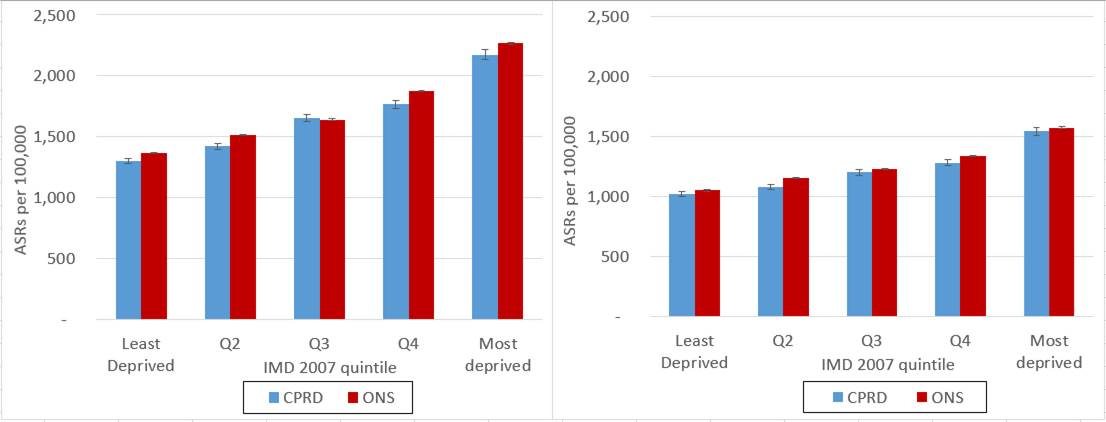 2,500
2,000
1,500
1,000
500
-
ASRs per 100,000
Least Deprived
Q2
Q3
Q4
Most deprived
IMD 2007 quintile
CPRD ONS
2,500
2,000
1,500
1,000
500
-
ASRs per 100,000
Least Deprived
Q2
Q3
Q4
Most deprived
IMD 2007 quintile
CPRD ONS